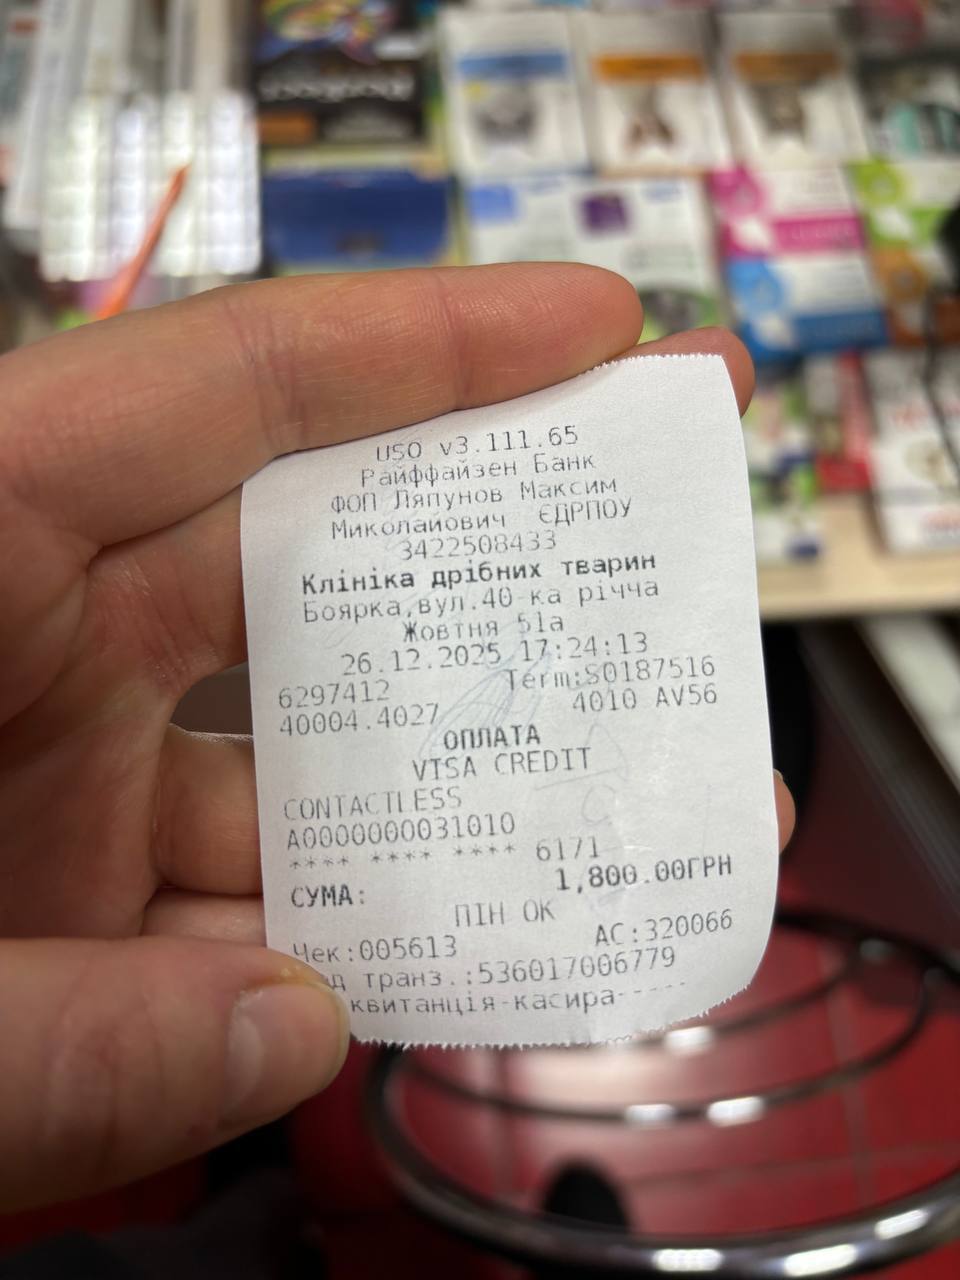 USO v3.111.65
Райффайзен Банк
ФОП Ляпунов Максим
Миколайович ЄДРПОУ
3422508433
Клініка дрібних тварин
Боярка,вул.40-ка річча
Жовтня 51а
26.12.2025 17:24:13
6297412 Term:S0187516
40004.4027 4010 AV56
ОПЛАТА
VISA CREDIT
CONTACTLESS
A0000000031010
**** **** **** 6171
СУМА: 1,800.00ГРН
ПІН ОК
Чек:005613 АС:320066
транз.:536017006779
квитанція-касира-----